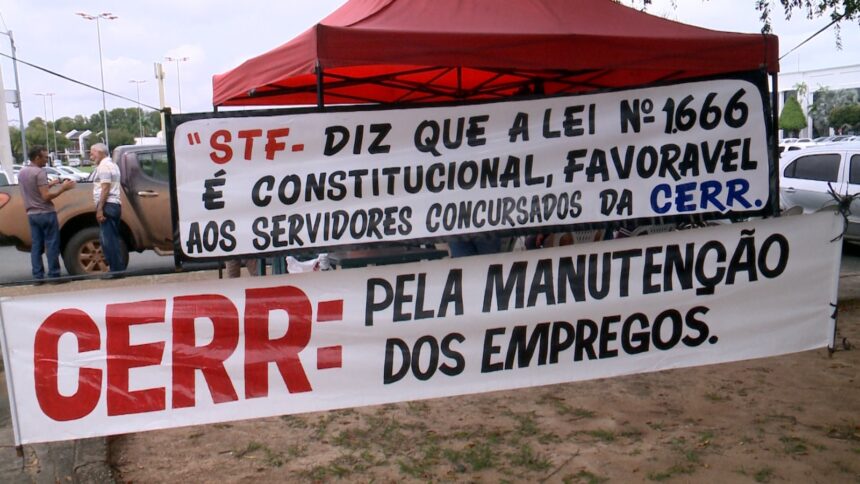 "STF- DIZ QUE A LEI Nº 1.666
É CONSTITUCIONAL, FAVORAVEL
AOS SERVIDORES CONCURSADOS DA CERR.
CERR: PELA MANUTENÇÃO
DOS EMPREGOS.